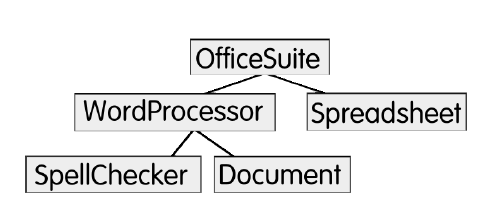 OfficeSuite
WordProcessor
Spreadsheet
SpellChecker
Document